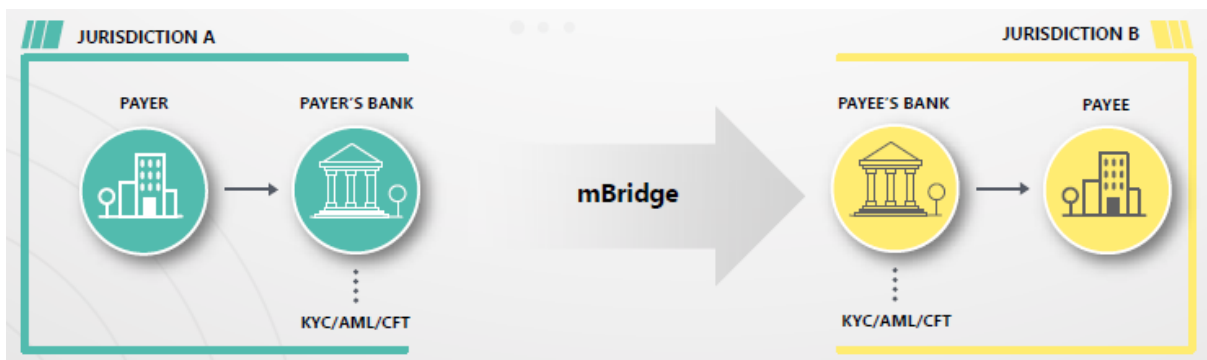 JURISDICTION A
JURISDICTION B
PAYER
PAYER'S BANK
PAYEE'S BANK
PAYEE
mBridge
KYC/AML/CFT
KYC/AML/CFT